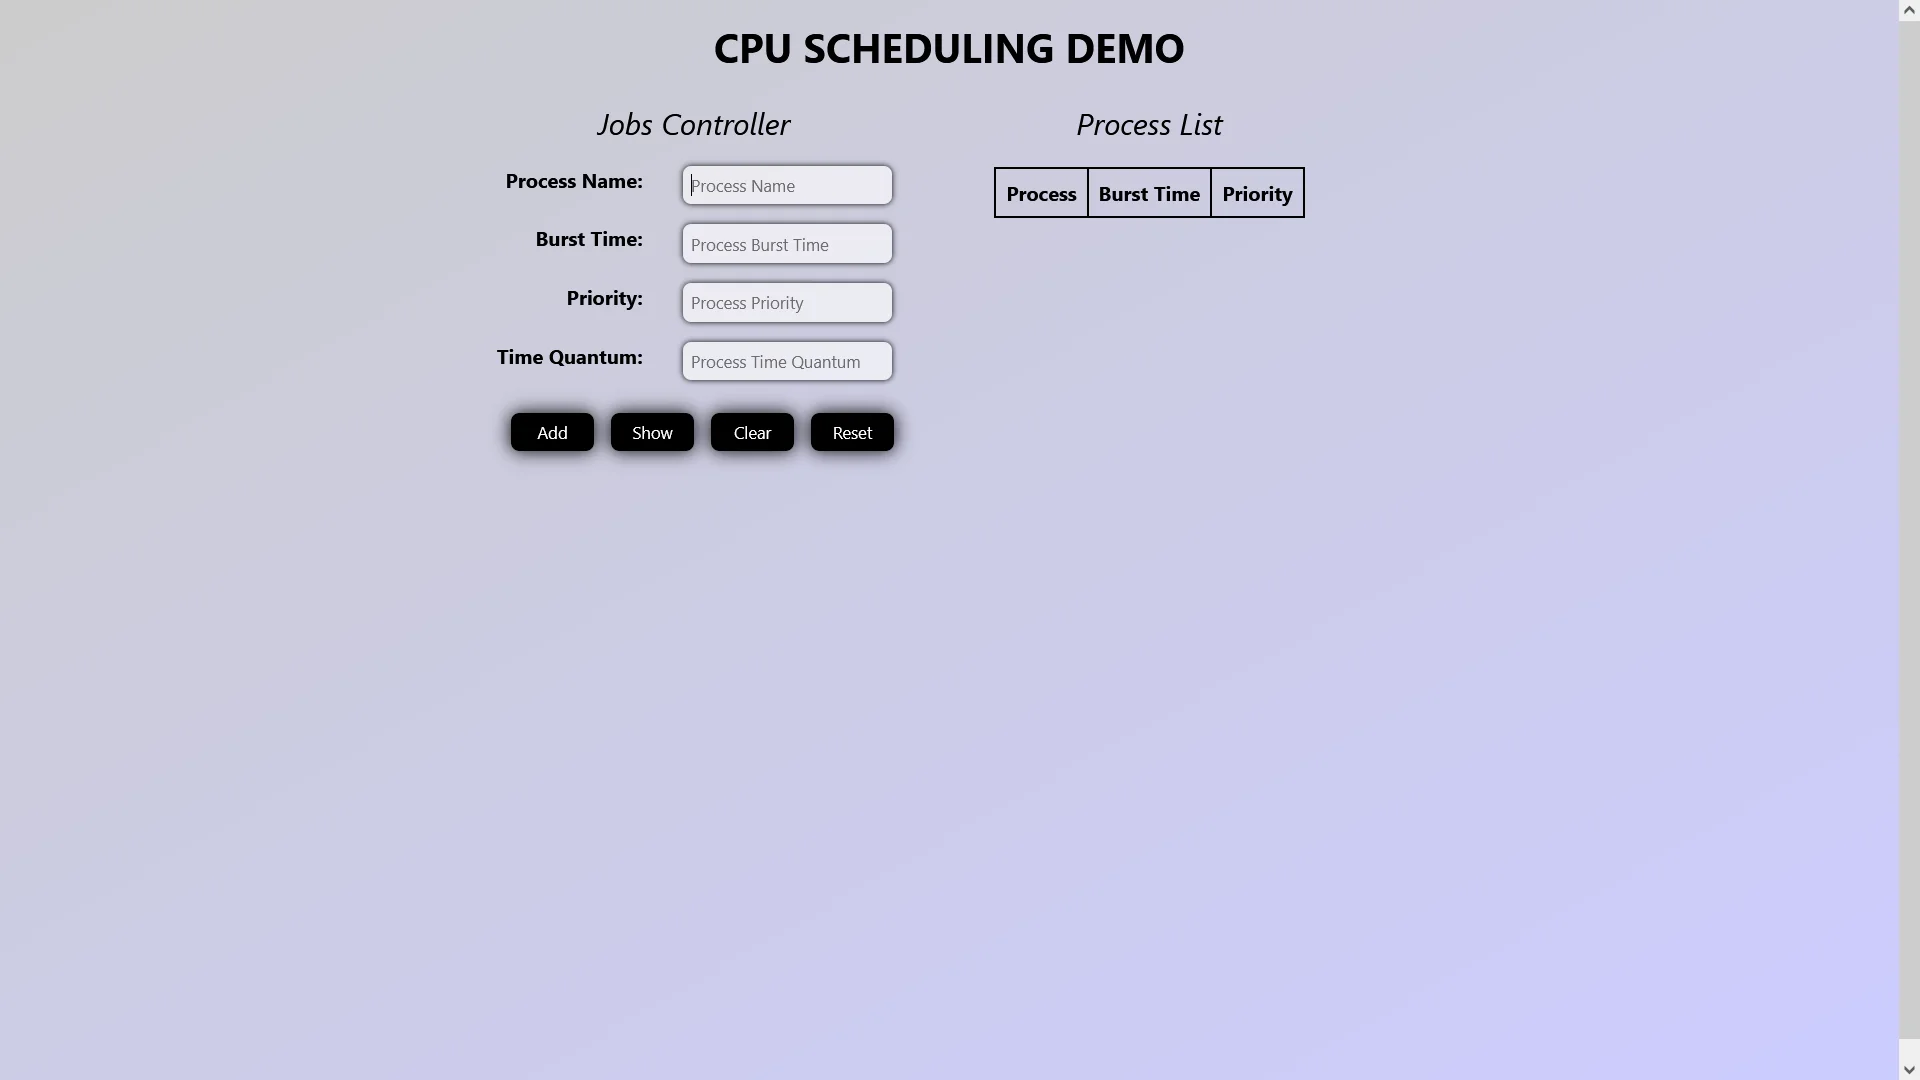 CPU SCHEDULING DEMO
Jobs Controller
Process Name:
Process Name
Burst Time:
Process Burst Time
Priority:
Process Priority
Time Quantum:
Process Time Quantum
Add Show Clear Reset
Process List
Process Burst Time Priority